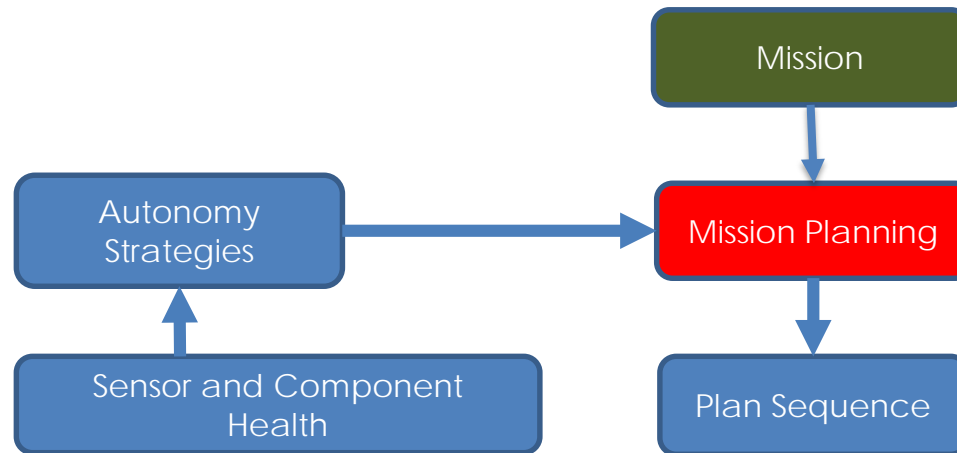 Mission
Autonomy
Strategies
Mission Planning
Sensor and Component
Health
Plan Sequence